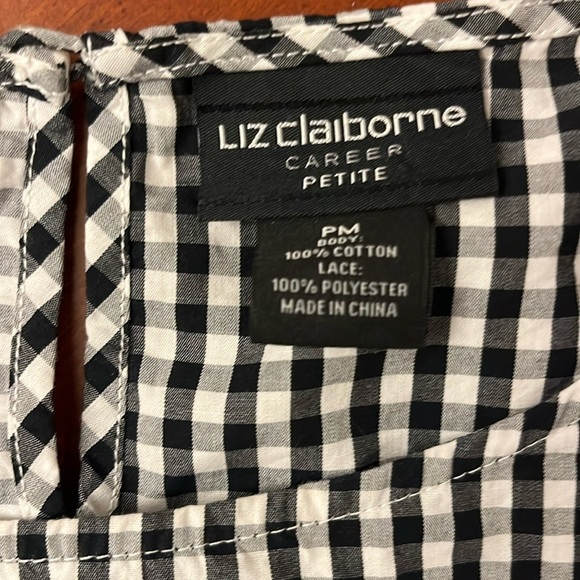 Liz claiborne
CAREER
PETITE
PM
BODY:
100% COTTON
LACE:
100% POLYESTER
MADE IN CHINA